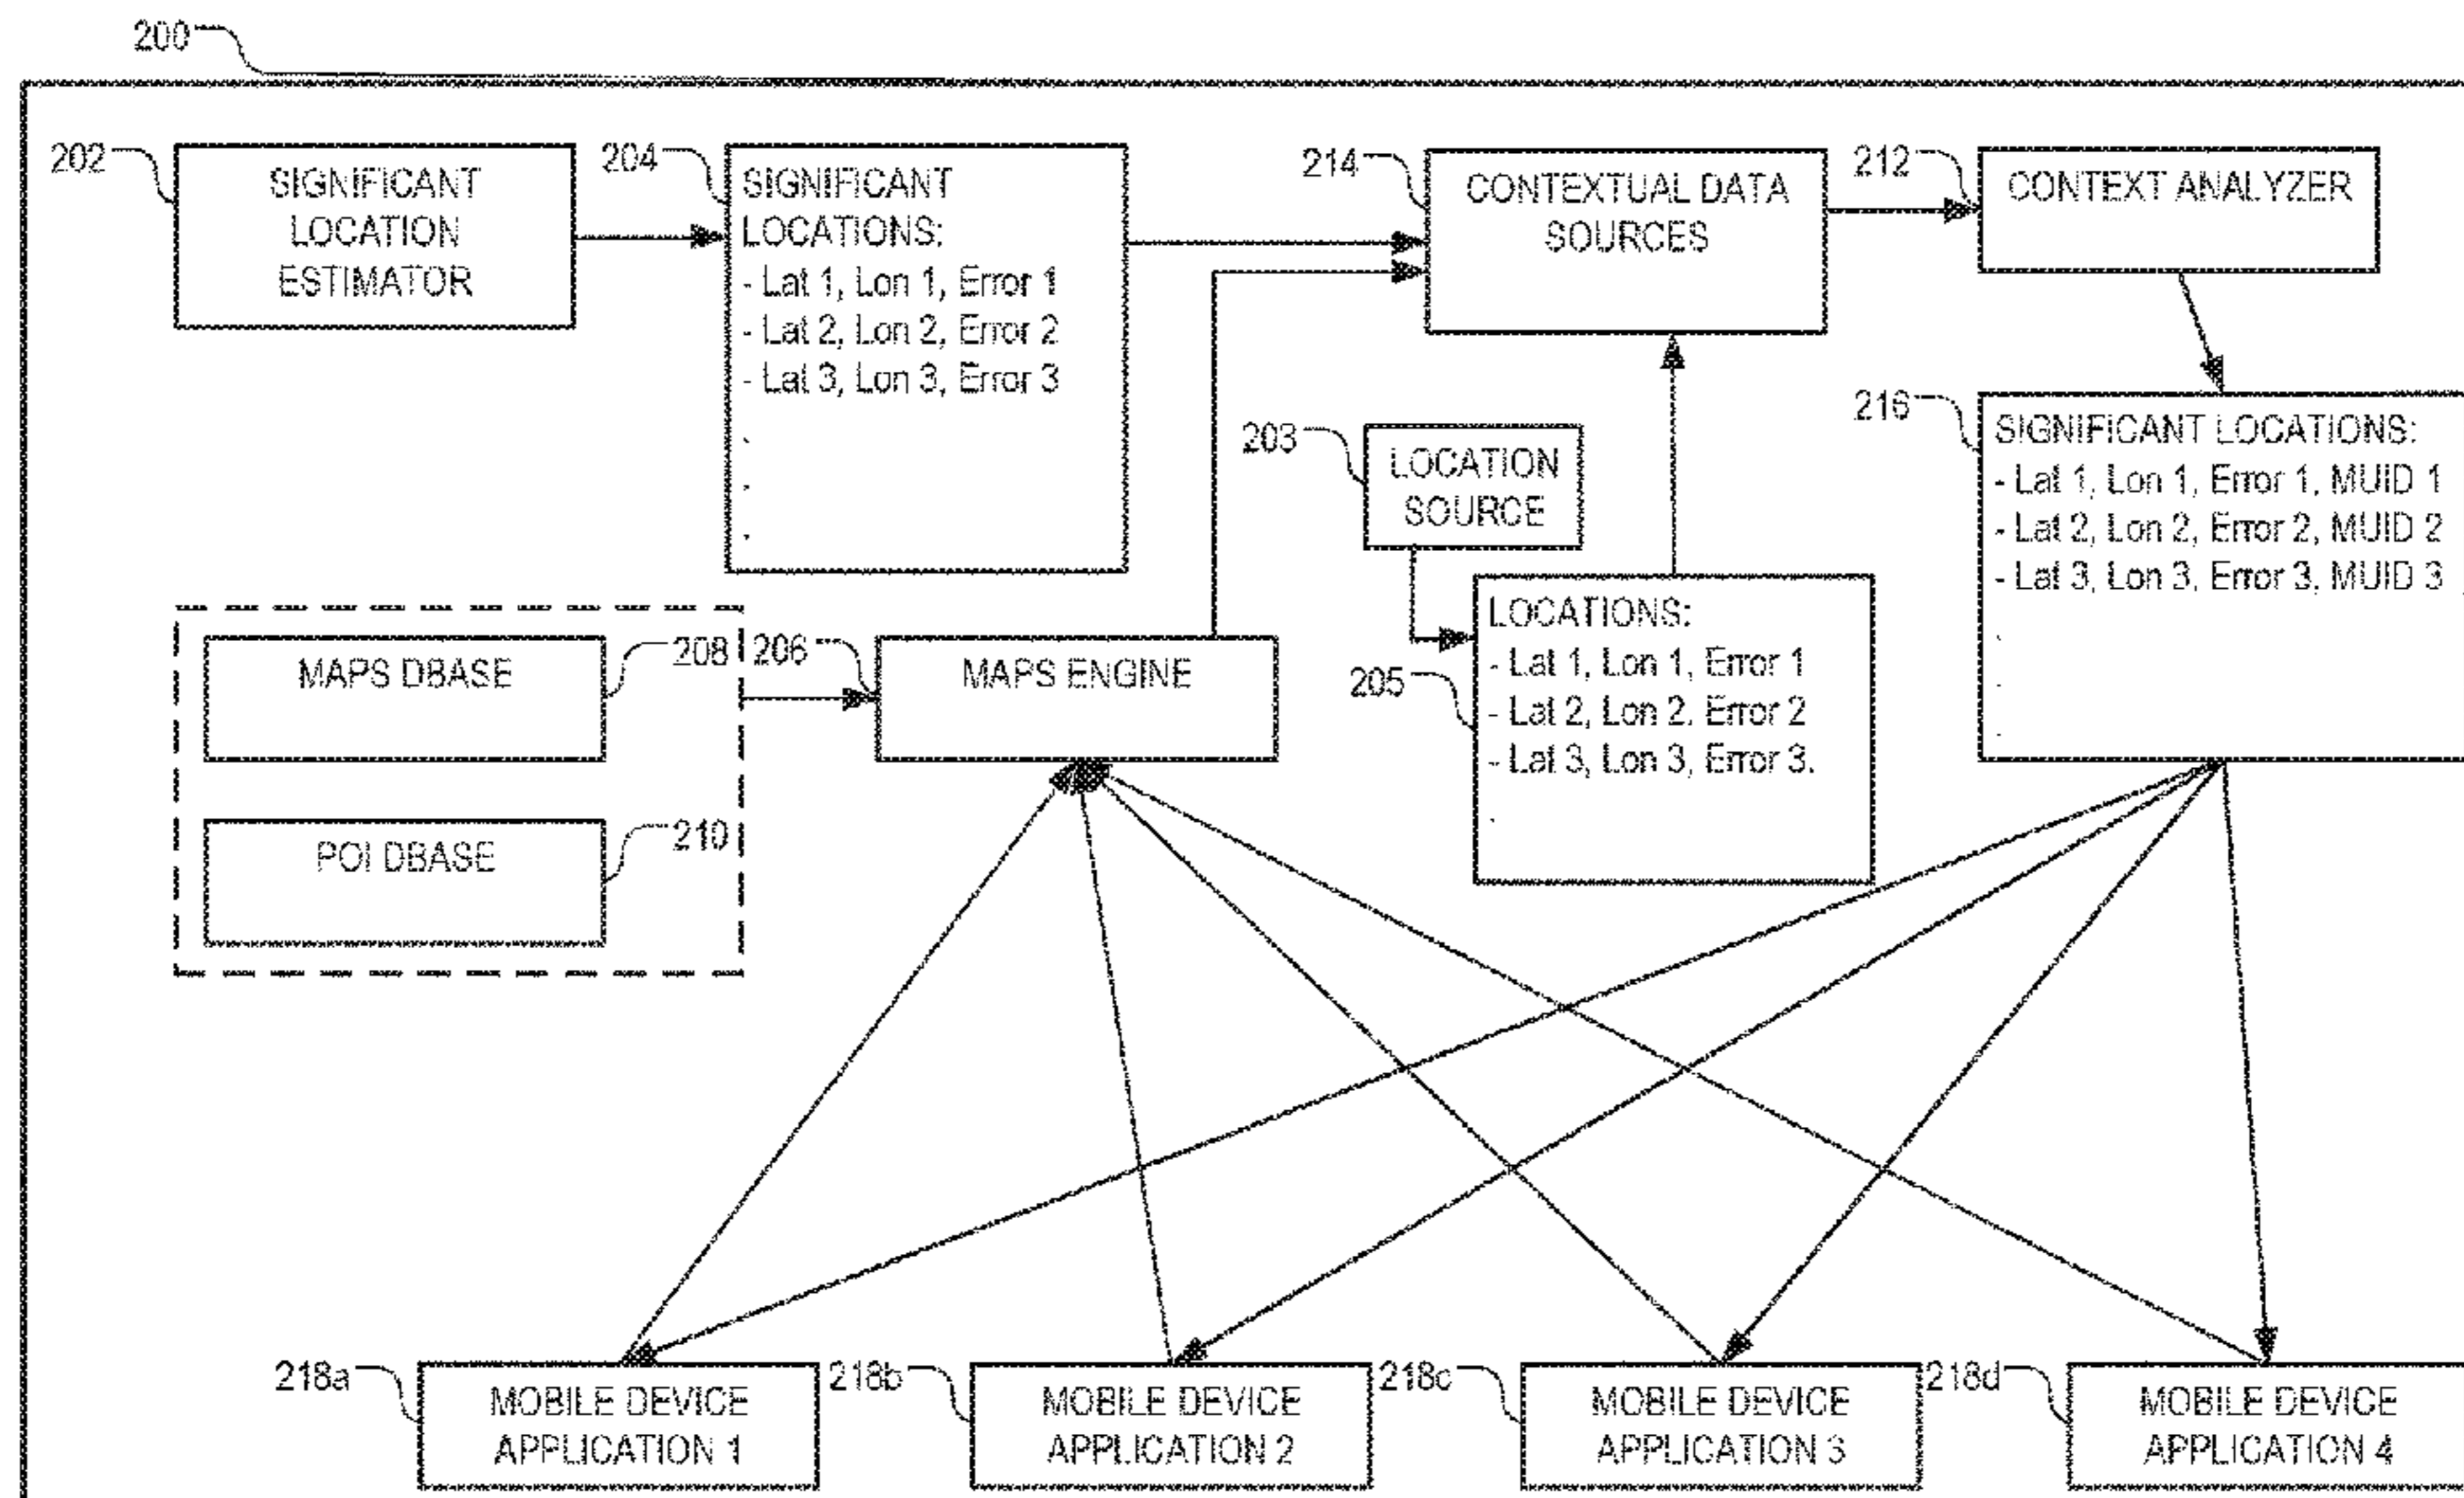 200
202
SIGNIFICANT
LOCATION
ESTIMATOR
204
SIGNIFICANT
LOCATIONS:
- Lat 1, Lon 1, Error 1
- Lat 2, Lon 2, Error 2
- Lat 3, Lon 3, Error 3
.
.
.
214
CONTEXTUAL DATA
SOURCES
212
CONTEXT ANALYZER
203
LOCATION
SOURCE
216
SIGNIFICANT LOCATIONS:
- Lat 1, Lon 1, Error 1, MUID 1
- Lat 2, Lon 2, Error 2, MUID 2
- Lat 3, Lon 3, Error 3, MUID 3
.
.
.
208
MAPS DBASE
206
MAPS ENGINE
205
LOCATIONS:
- Lat 1, Lon 1, Error 1
- Lat 2, Lon 2, Error 2
- Lat 3, Lon 3, Error 3.
.
210
POI DBASE
218a
MOBILE DEVICE
APPLICATION 1
218b
MOBILE DEVICE
APPLICATION 2
218c
MOBILE DEVICE
APPLICATION 3
218d
MOBILE DEVICE
APPLICATION 4